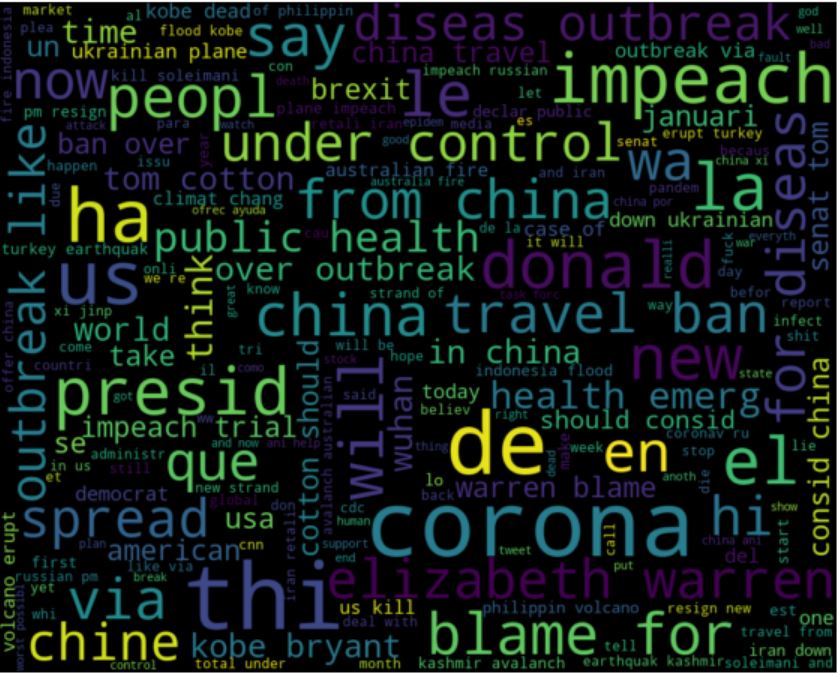 market
al
kobe dead
of philippin
diseas outbreak
god
plea
time
flood kobe
say
well
un
ukrainian plane
china travel
outbreak via
bad
fire indonesia
now
kill soleimani
con
impeach russian
fault
peopl
death
brexit
le
let
impeach
pm resign
plane impeach
declar public
januari
attack
para
watch
retali iran
epidem media
es
senat
erupt turkey
ban over
year
under control
good
becaus
diseas
senat tom
happen
issu
australian fire
and iran
wa
china xi
tom cotton
australia fire
pandem
la
due
climat chang
from china
china por
ha
ofrec ayuda
cau
de la
case of
down ukrainian
public health
it will
fuck
war
everyth
outbreak like
turkey earthquak
onli
think
over outbreak
donald
realli
day
us
we re
great
know
strand of
task forc
way
befor
report
xi jinp
china
travel ban
infect
world
will be
in china
new
shit
offer china
come
take
tri
hope
indonesia flood
state
countri
il
como
stock
for
presid
got
cotton should
will
said
wuhan
today
health emerg
consid china
impeach trial
ww
believ
right
should consid
se
administr
and now
ani help
de
en
week
coronav ru
lie
in us
que
thing
dead
make
stop
el
et
still
new strand
avalanch australian
lo
anoth
democrat
global
back
warren blame
die
spread
usa
don
cdc
human
corona
call
hi
show
start
volcano erupt
plan
american
cnn
iran retali
support
end
tweet
china ani
del
first
like via
put
russian pm
break
thi
elizabeth warren
yet
via
us kill
philippin volcano
resign new
est
one
whi
deal with
travel from
worst possibl
chine
kobe bryant
blame for
tell
iran down
control
total under
month
kashmir avalanch
earthquak kashmir
soleimani and